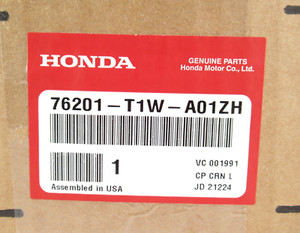 HONDA
GENUINE PARTS
Honda Motor Co., Ltd.
76201-T1W-A01ZH
1
VC 001991
CP CRN L
Assembled in USA
JD 21224